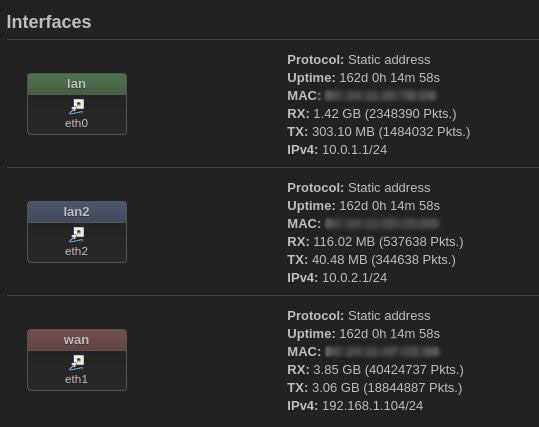 Interfaces
lan
eth0
Protocol: Static address
Uptime: 162d 0h 14m 58s
MAC:
RX: 1.42 GB (2348390 Pkts.)
TX: 303.10 MB (1484032 Pkts.)
IPv4: 10.0.1.1/24
lan2
eth2
Protocol: Static address
Uptime: 162d 0h 14m 58s
MAC:
RX: 116.02 MB (537638 Pkts.)
TX: 40.48 MB (344638 Pkts.)
IPv4: 10.0.2.1/24
wan
eth1
Protocol: Static address
Uptime: 162d 0h 14m 58s
MAC:
RX: 3.85 GB (40424737 Pkts.)
TX: 3.06 GB (18844887 Pkts.)
IPv4: 192.168.1.104/24